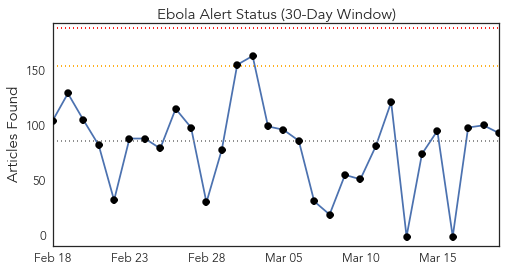 Ebola Alert Status (30-Day Window)
Articles Found
150
100
50
0
Feb 18 Feb 23 Feb 28 Mar 05 Mar 10 Mar 15